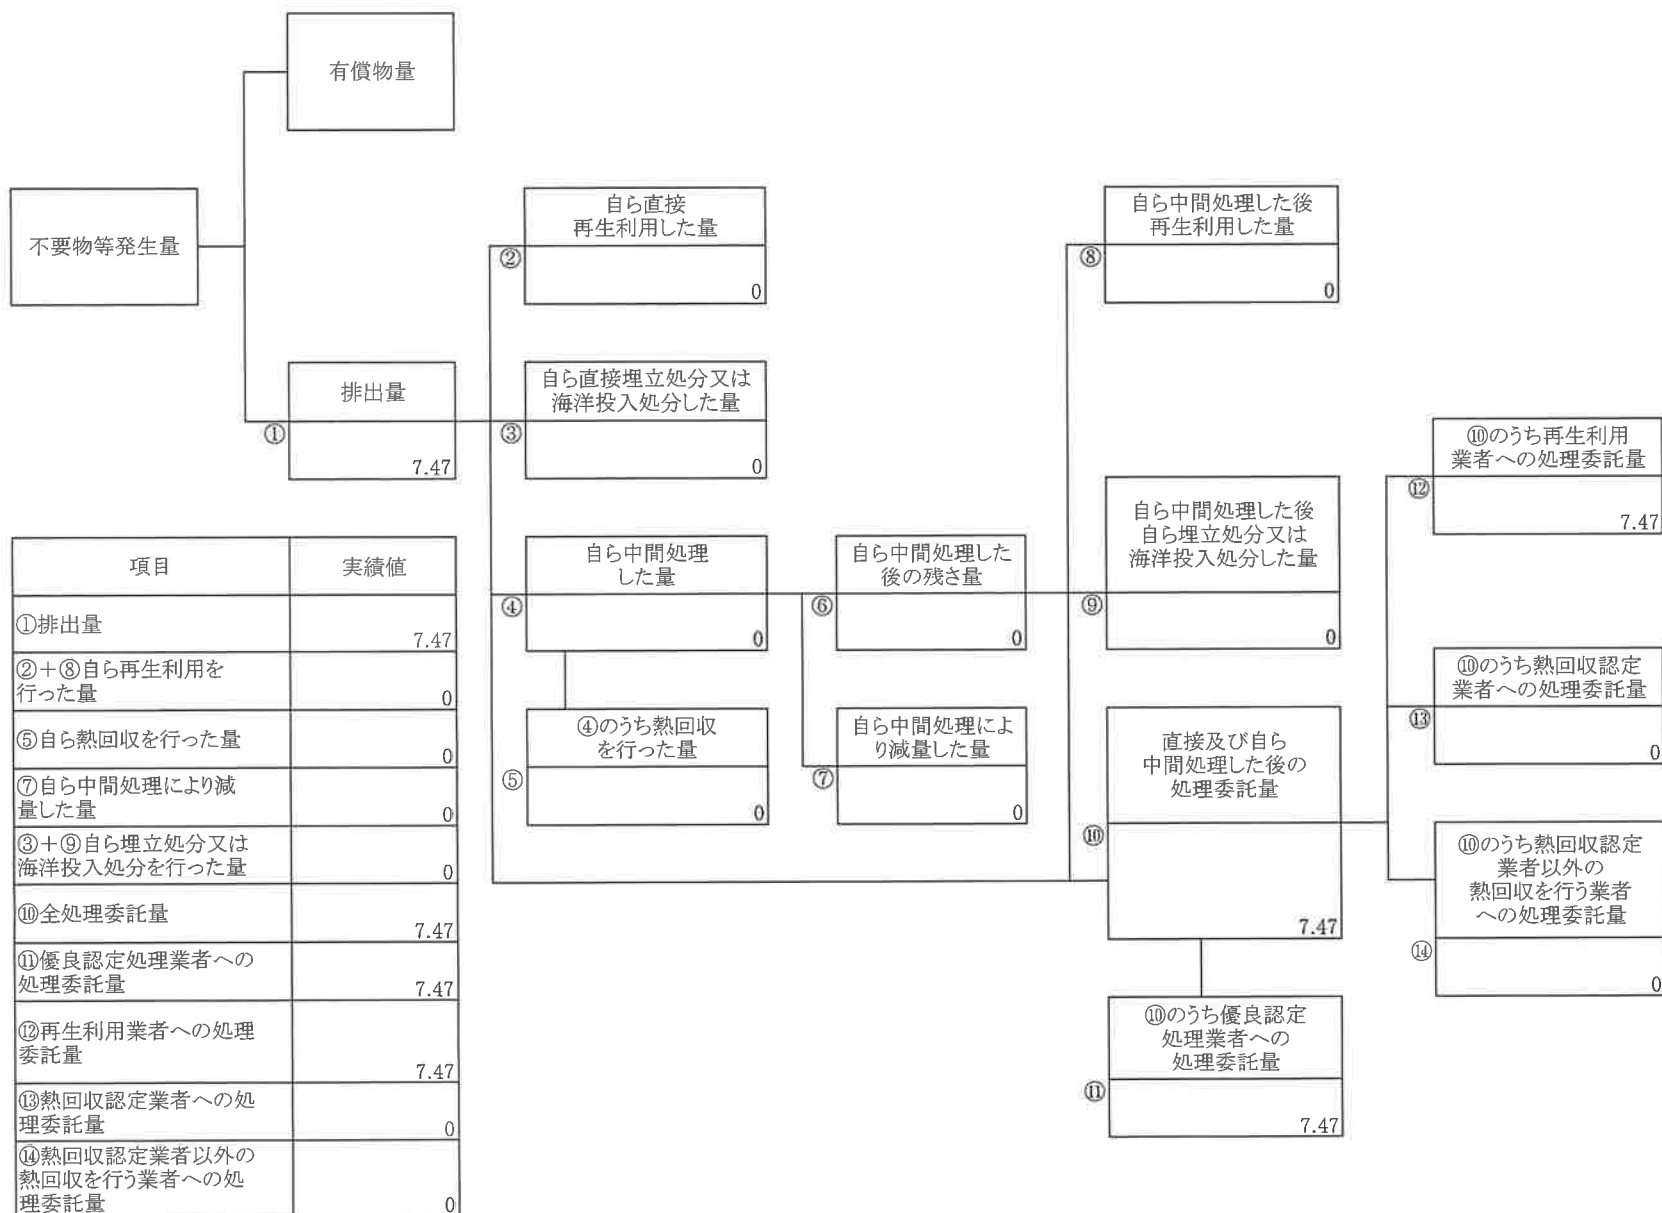 有償物量
不要物等発生量
自ら直接
再生利用した量
②
0
自ら中間処理した後
再生利用した量
⑧
0
排出量
①
7.47
自ら直接埋立処分又は
海洋投入処分した量
③
0
自ら中間処理
した量
④
0
自ら中間処理した
後の残さ量
⑥
0
自ら中間処理した後
自ら埋立処分又は
海洋投入処分した量
⑨
0
⑩のうち再生利用
業者への処理委託量
⑫
7.47
④のうち熱回収
を行った量
⑤
0
自ら中間処理によ
り減量した量
⑦
0
直接及び自ら
中間処理した後の
処理委託量
⑩
7.47
⑩のうち熱回収認定
業者への処理委託量
⑬
0
⑩のうち熱回収認定
業者以外の
熱回収を行う業者
への処理委託量
⑭
0
⑩のうち優良認定
処理業者への
処理委託量
⑪
7.47
項目 実績値
①排出量
7.47
②+⑧自ら再生利用を
行った量
0
⑤自ら熱回収を行った量
0
⑦自ら中間処理により減
量した量
0
③+⑨自ら埋立処分又は
海洋投入処分を行った量
0
⑩全処理委託量
7.47
⑪優良認定処理業者への
処理委託量
7.47
⑫再生利用業者への処理
委託量
7.47
⑬熱回収認定業者への処
理委託量
0
⑭熱回収認定業者以外の
熱回収を行う業者への処
理委託量
0